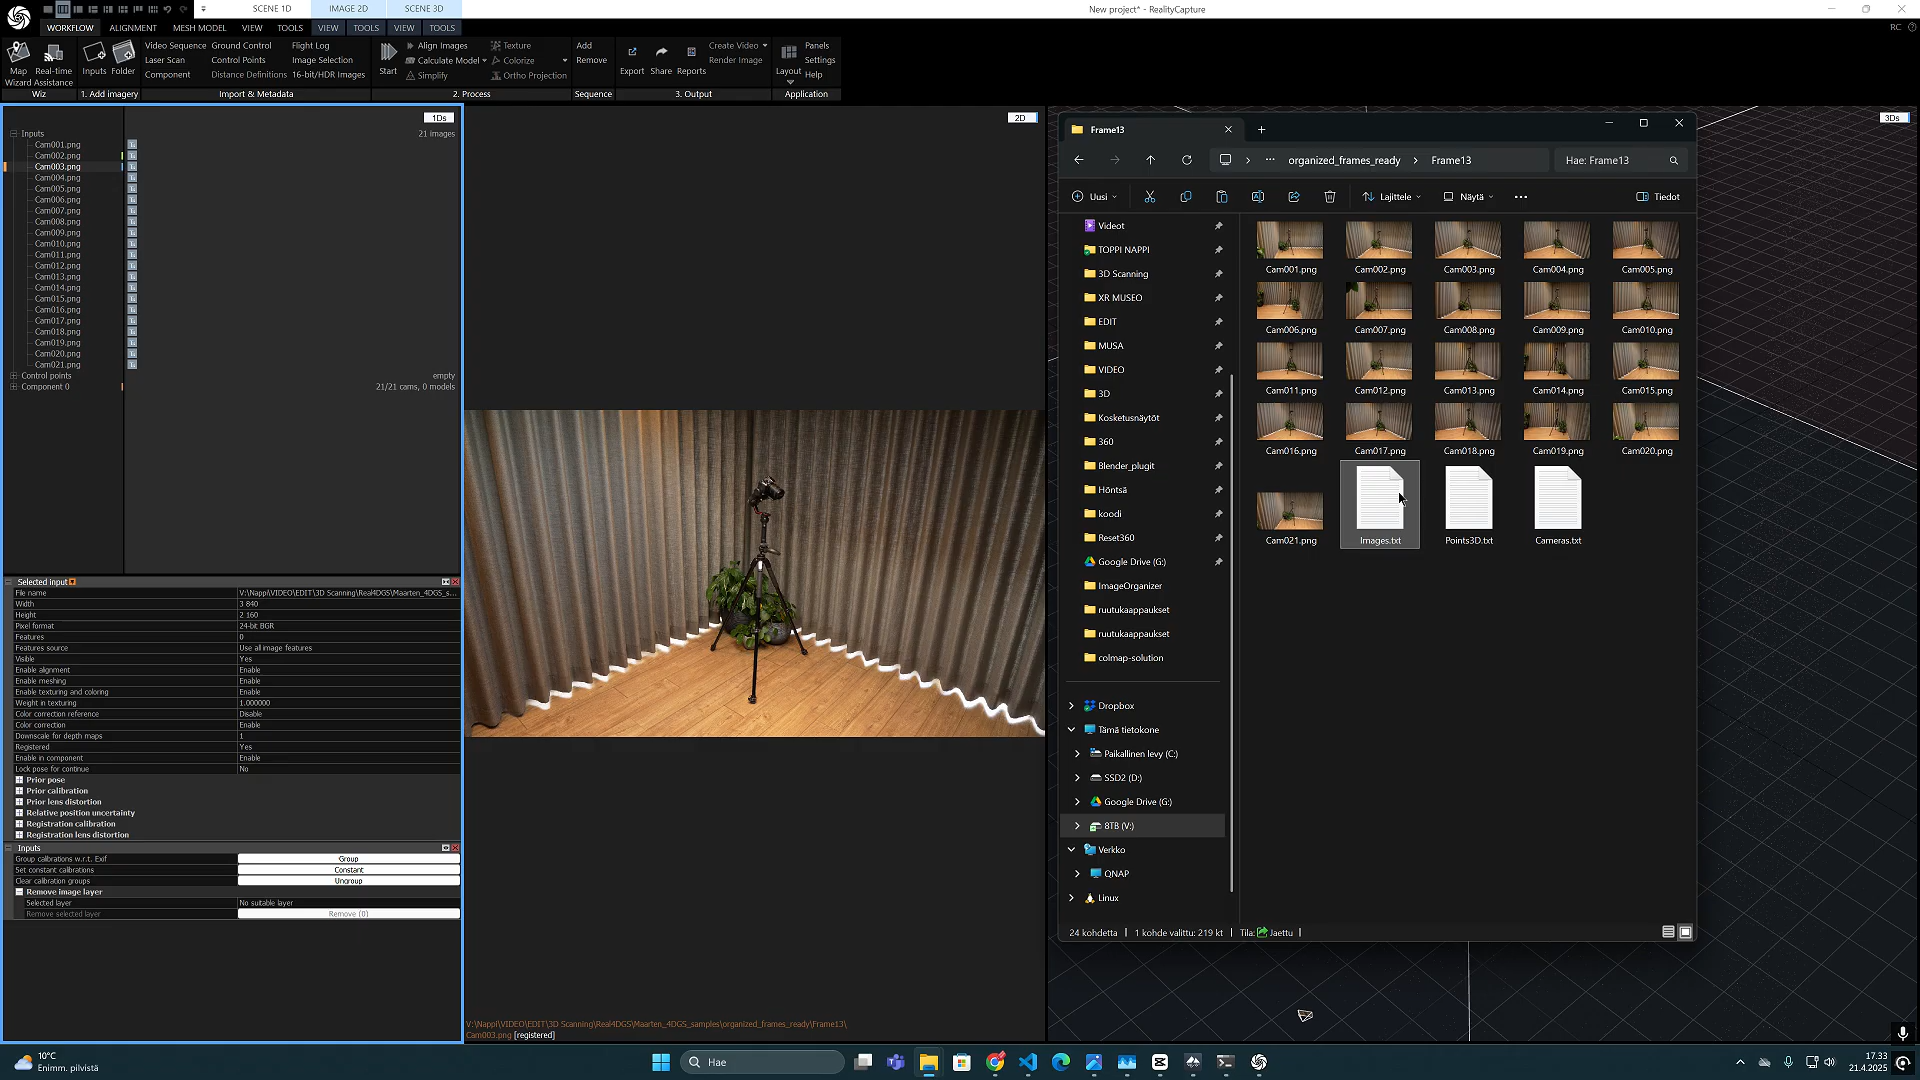 SCENE 1D
IMAGE 2D
SCENE 3D
New project* - RealityCapture
WORKFLOW
ALIGNMENT
MESH MODEL
VIEW
TOOLS
VIEW
TOOLS
VIEW
TOOLS
RC
Map
Wizard
Real-time
Assistance
Wiz
Inputs
Folder
1. Add imagery
Video Sequence
Laser Scan
Component
Ground Control
Control Points
Distance Definitions
Flight Log
Image Selection
16-bit/HDR Images
Import & Metadata
Start
Align Images
Calculate Model
Simplify
Texture
Colorize
Ortho Projection
2. Process
Add
Remove
Sequence
Export
Share
Reports
Create Video
Render Image
3. Output
Layout
Panels
Settings
Help
Application
1Ds
Inputs
21 images
Cam001.png
Cam002.png
Cam003.png
Cam004.png
Cam005.png
Cam006.png
Cam007.png
Cam008.png
Cam009.png
Cam010.png
Cam011.png
Cam012.png
Cam013.png
Cam014.png
Cam015.png
Cam016.png
Cam017.png
Cam018.png
Cam019.png
Cam020.png
Cam021.png
Control points
empty
Component 0
21/21 cams, 0 models
Selected input
File name V:\Nappi\VIDEO\EDIT\3D Scanning\Real4DGS\Maarten_4DGS_s...
Width 3 840
Height 2 160
Pixel format 24-bit BGR
Features 0
Features source Use all image features
Visible Yes
Enable alignment Enable
Enable meshing Enable
Enable texturing and coloring Enable
Weight in texturing 1.000000
Color correction reference Disable
Color correction Enable
Downscale for depth maps 1
Registered Yes
Enable in component Enable
Lock pose for continue No
Prior pose
Prior calibration
Prior lens distortion
Relative position uncertainty
Registration calibration
Registration lens distortion
Inputs
Group calibrations w.r.t. Exif Group
Set constant calibrations Constant
Clear calibration groups Ungroup
Remove image layer
Selected layer No suitable layer
Remove selected layer Remove (0)
2D
V:\Nappi\VIDEO\EDIT\3D Scanning\Real4DGS\Maarten_4DGS_samples\organized_frames_ready\Frame13\
Cam003.png [registered]
3Ds
Frame13
organized_frames_ready
Frame13
Hae: Frame13
Uusi
Lajittele
Näytä
Tiedot
Videot
TOPPI NAPPI
3D Scanning
XR MUSEO
EDIT
MUSA
VIDEO
3D
Kosketusnäytöt
360
Blender_plugit
Höntsä
koodi
Reset360
Google Drive (G:)
ImageOrganizer
ruutukaappaukset
ruutukaappaukset
colmap-solution
Dropbox
Tämä tietokone
Paikallinen levy (C:)
SSD2 (D:)
Google Drive (G:)
8TB (V:)
Verkko
QNAP
Linux
Cam001.png
Cam002.png
Cam003.png
Cam004.png
Cam005.png
Cam006.png
Cam007.png
Cam008.png
Cam009.png
Cam010.png
Cam011.png
Cam012.png
Cam013.png
Cam014.png
Cam015.png
Cam016.png
Cam017.png
Cam018.png
Cam019.png
Cam020.png
Cam021.png
Images.txt
Points3D.txt
Cameras.txt
24 kohdetta
1 kohde valittu: 219 kt
Tila: Jaettu
10°C
Enimm. pilvistä
Hae
17.33
21.4.2025